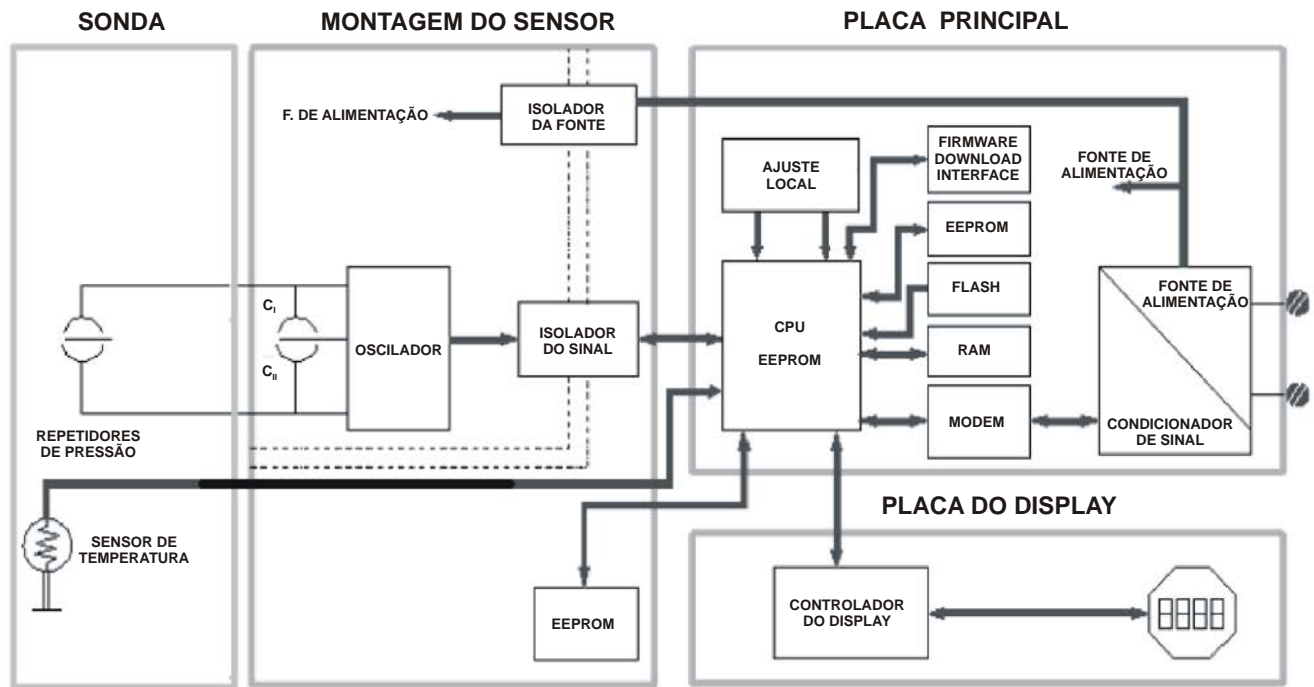 SONDA
MONTAGEM DO SENSOR
PLACA PRINCIPAL
F. DE ALIMENTAÇÃO
ISOLADOR
DA FONTE
AJUSTE
LOCAL
FIRMWARE
DOWNLOAD
INTERFACE
FONTE DE
ALIMENTAÇÃO
EEPROM
FLASH
RAM
MODEM
CPU
EEPROM
FONTE DE
ALIMENTAÇÃO
CONDICIONADOR
DE SINAL
CI
CII
OSCILADOR
ISOLADOR
DO SINAL
REPETIDORES
DE PRESSÃO
SENSOR DE
TEMPERATURA
EEPROM
PLACA DO DISPLAY
CONTROLADOR
DO DISPLAY